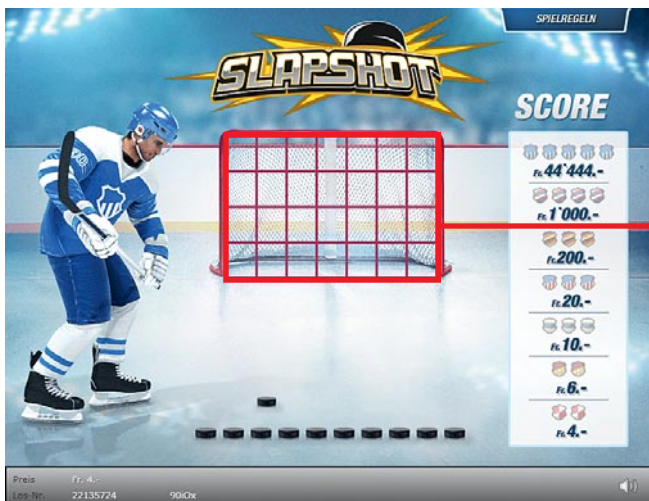 SPIELREGELN
SLAPSHOT
SCORE
Fr. 44'444.-
Fr. 1'000.-
Fr. 200.-
Fr. 20.-
Fr. 10.-
Fr. 6.-
Fr. 4.-
Preis Fr. 4.-
Los-Nr. 22135724 90iOx